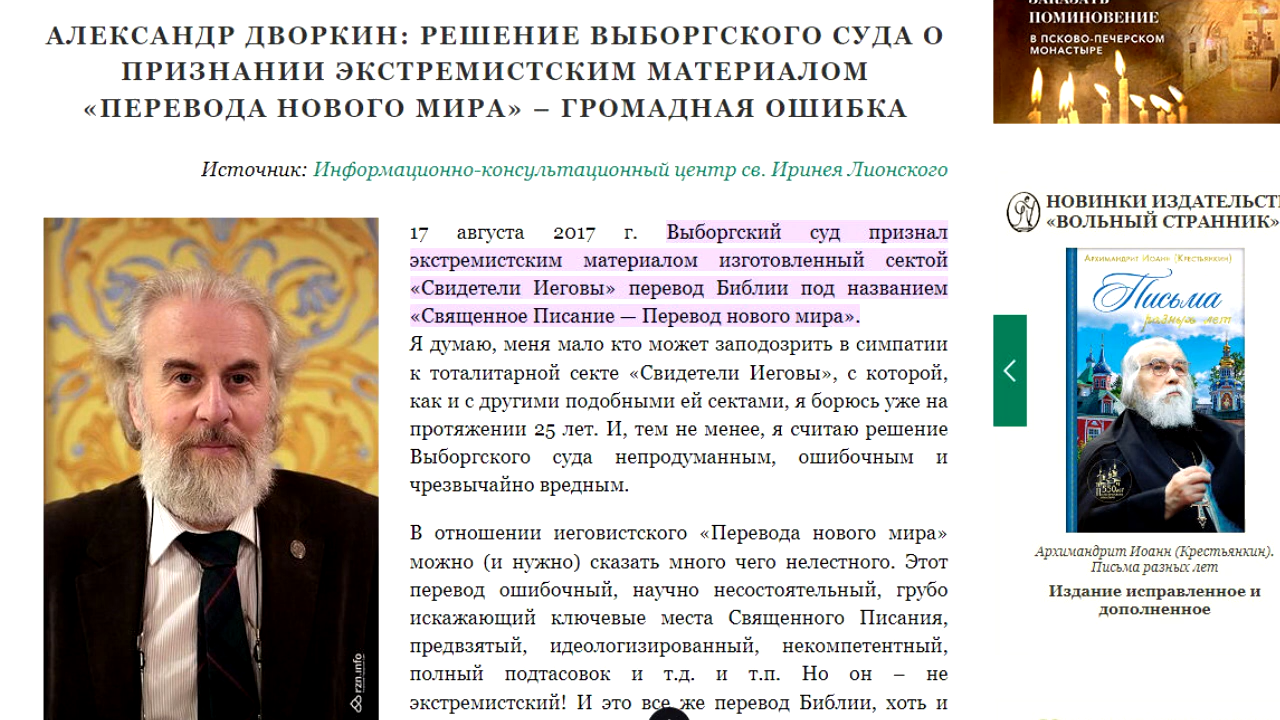 АЛЕКСАНДР ДВОРКИН: РЕШЕНИЕ ВЫБОРГСКОГО СУДА О
ПРИЗНАНИИ ЭКСТРЕМИСТСКИМ МАТЕРИАЛОМ
«ПЕРЕВОДА НОВОГО МИРА» – ГРОМАДНАЯ ОШИБКА
Источник: Информационно-консультационный центр св. Иринея Лионского
17 августа 2017 г. Выборгский суд признал
экстремистским материалом изготовленный сектой
«Свидетели Иеговы» перевод Библии под названием
«Священное Писание — Перевод нового мира».
Я думаю, меня мало кто может заподозрить в симпатии
к тоталитарной секте «Свидетели Иеговы», с которой,
как и с другими подобными ей сектами, я борюсь уже на
протяжении 25 лет. И, тем не менее, я считаю решение
Выборгского суда непродуманным, ошибочным и
чрезвычайно вредным.
В отношении иеговистского «Перевода нового мира»
можно (и нужно) сказать много чего нелестного. Этот
перевод ошибочный, научно несостоятельный, грубо
искажающий ключевые места Священного Писания,
предвзятый, идеологизированный, некомпетентный,
полный подтасовок и т.д. и т.п. Но он – не
экстремистский! И это все же перевод Библии, хоть и
rzn.info
ЗАКАЗАТЬ
ПОМИНОВЕНИЕ
В ПСКОВО-ПЕЧЕРСКОМ
МОНАСТЫРЕ
НОВИНКИ ИЗДАТЕЛЬСТ
«ВОЛЬНЫЙ СТРАННИК»
Архимандрит Иоанн (Крестьянкин)
Письма
разных лет
550 лет
Архимандрит Иоанн (Крестьянкин).
Письма разных лет
Издание исправленное и
дополненное